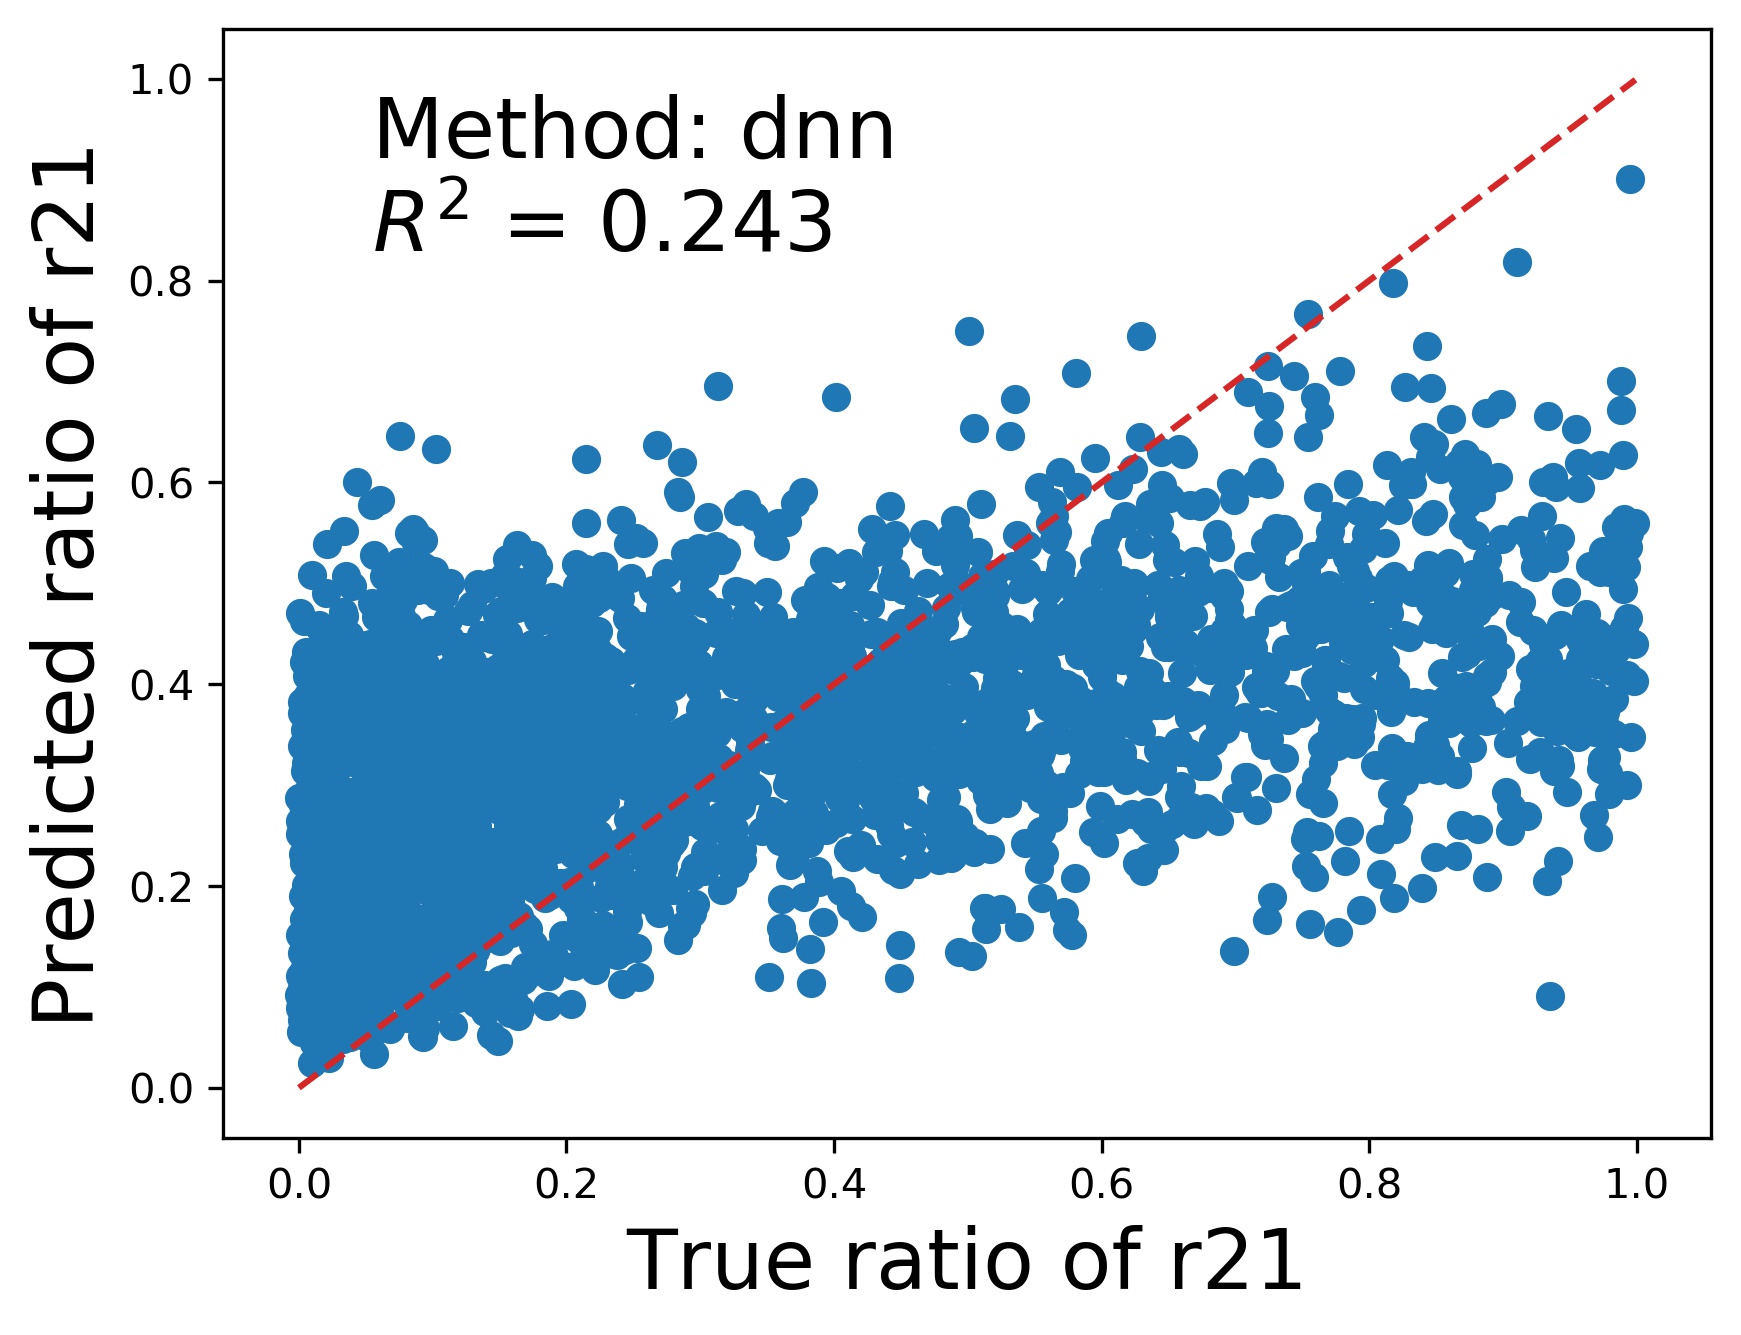 Method: dnn
R² = 0.243
Predicted ratio of r21
1.0
0.8
0.6
0.4
0.2
0.0
0.0 0.2 0.4 0.6 0.8 1.0
True ratio of r21